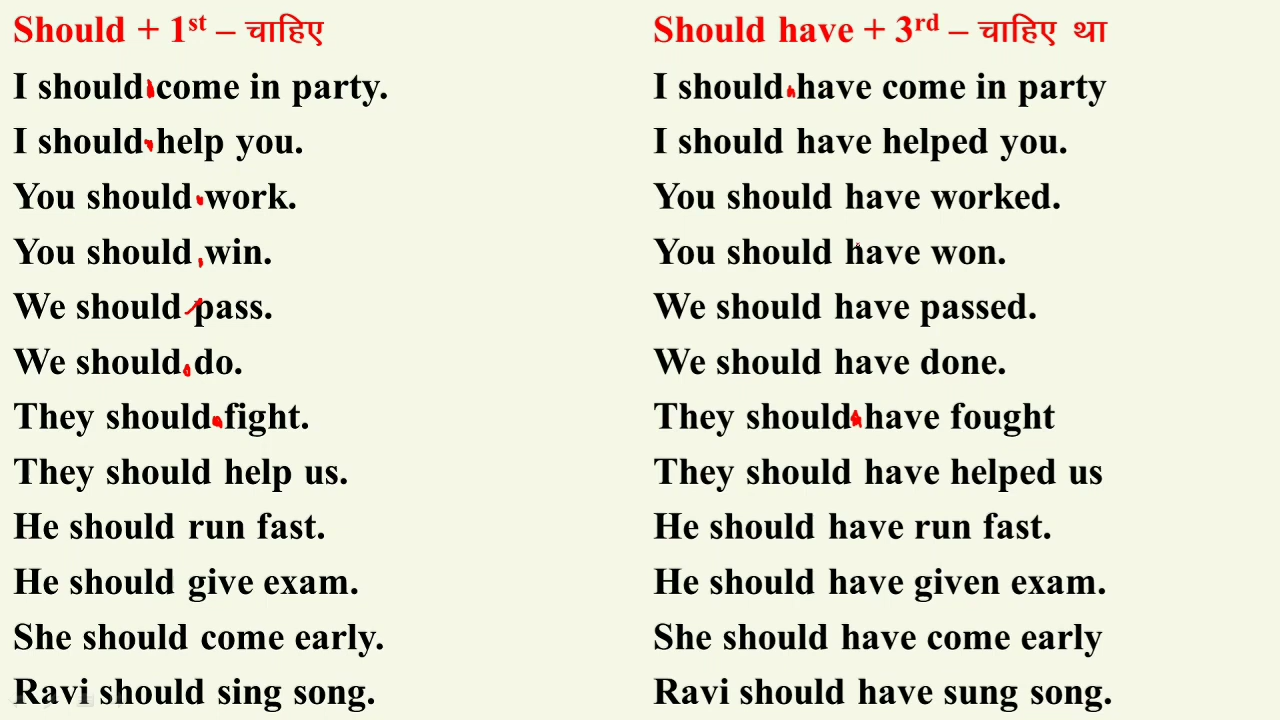 Should + 1st – चाहिए
I should come in party.
I should help you.
You should work.
You should win.
We should pass.
We should do.
They should fight.
They should help us.
He should run fast.
He should give exam.
She should come early.
Ravi should sing song.
Should have + 3rd – चाहिए था
I should have come in party
I should have helped you.
You should have worked.
You should have won.
We should have passed.
We should have done.
They should have fought
They should have helped us
He should have run fast.
He should have given exam.
She should have come early
Ravi should have sung song.